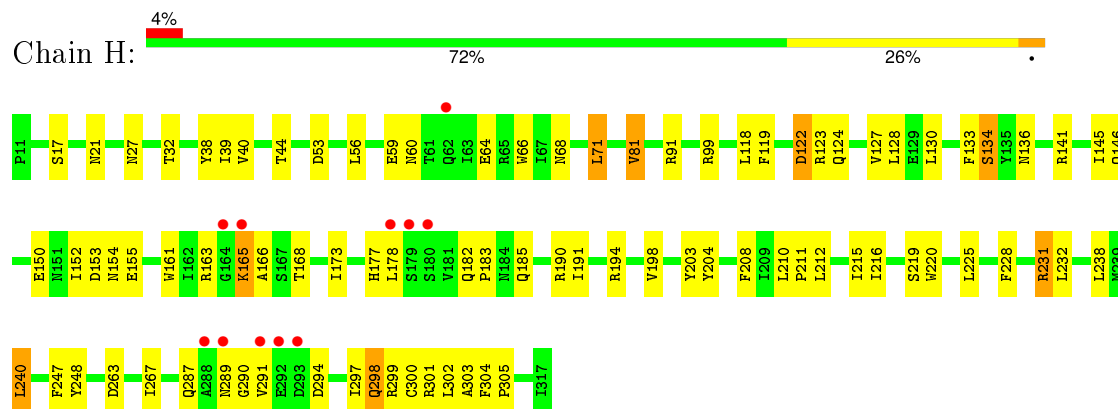 4%
Chain H:
72% 26% •
P11 S17 N21 N27 T32 Y38 I39 V40 T44 D53 L56 E59 N60 T61 Q62 I63 E64 R65 W66 I67 N68 L71 V81 R91 R99 L118 F119 D122 R123 Q124 V127 L128 E129 L130 F133 S134 Y135 N136 R141 I145 Q146
E150 N151 I152 D153 N154 E155 W161 I162 R163 G164 K165 A166 S167 T168 I173 H177 L178 S179 S180 V181 Q182 P183 N184 Q185 R190 I191 R194 V198 Y203 Y204 F208 I209 L210 P211 L212 I215 I216 S219 W220 L225 F228 R231 L232 L238 W239
L240 F247 Y248 D263 I267 Q287 A288 N289 G290 V291 E292 D293 D294 I297 Q298 R299 C300 R301 L302 A303 F304 P305 I317